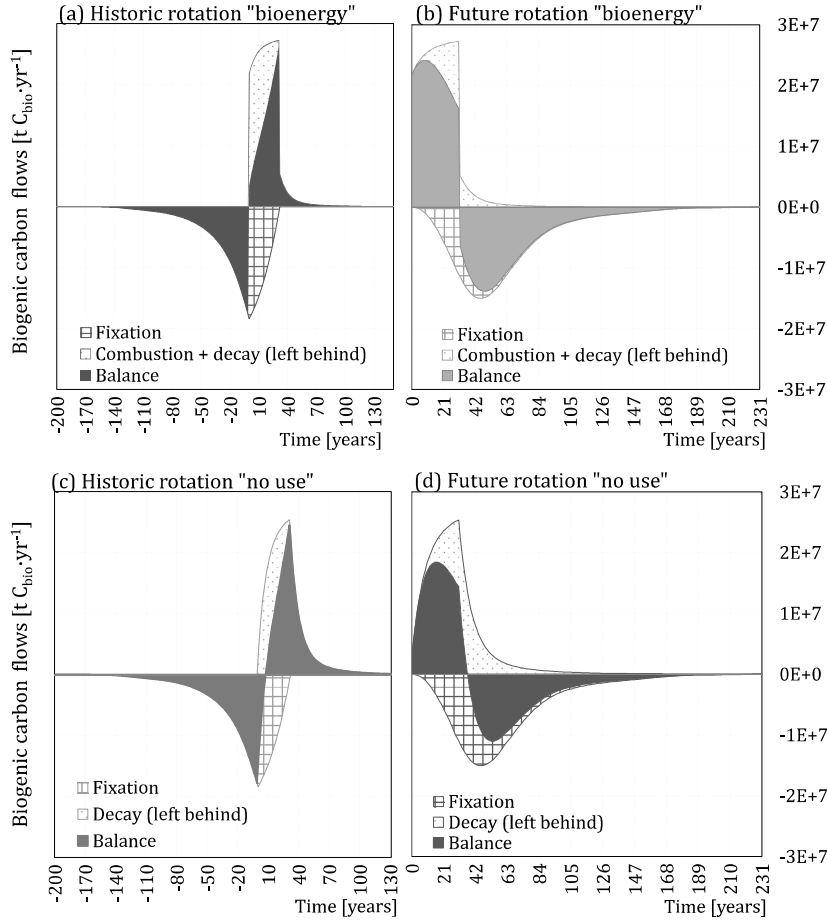 (a) Historic rotation "bioenergy"
(b) Future rotation "bioenergy"
Biogenic carbon flows [t C_bio·yr⁻¹]
3E+7
2E+7
1E+7
0E+0
-1E+7
-2E+7
-3E+7
Fixation
Combustion + decay (left behind)
Balance
Fixation
Combustion + decay (left behind)
Balance
-200 -170 -140 -110 -80 -50 -20 10 40 70 100 130
Time [years]
0 21 42 63 84 105 126 147 168 189 210 231
Time [years]
(c) Historic rotation "no use"
(d) Future rotation "no use"
Biogenic carbon flows [t C_bio·yr⁻¹]
3E+7
2E+7
1E+7
0E+0
-1E+7
-2E+7
-3E+7
Fixation
Decay (left behind)
Balance
Fixation
Decay (left behind)
Balance
-200 -170 -140 -110 -80 -50 -20 10 40 70 100 130
Time [years]
0 21 42 63 84 105 126 147 168 189 210 231
Time [years]